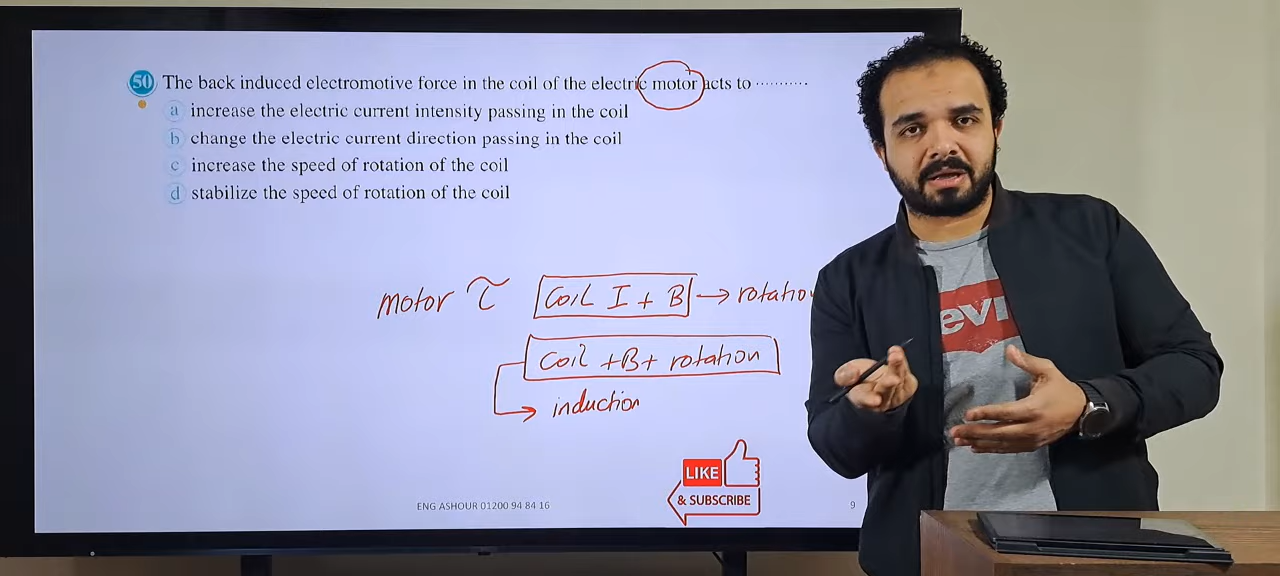 50 The back induced electromotive force in the coil of the electric motor acts to ..........
a increase the electric current intensity passing in the coil
b change the electric current direction passing in the coil
c increase the speed of rotation of the coil
d stabilize the speed of rotation of the coil
motor τ coil I + B → rotation
coil + B + rotation
→ induction
LIKE
& SUBSCRIBE
ENG ASHOUR 01200 94 84 16
9
evi